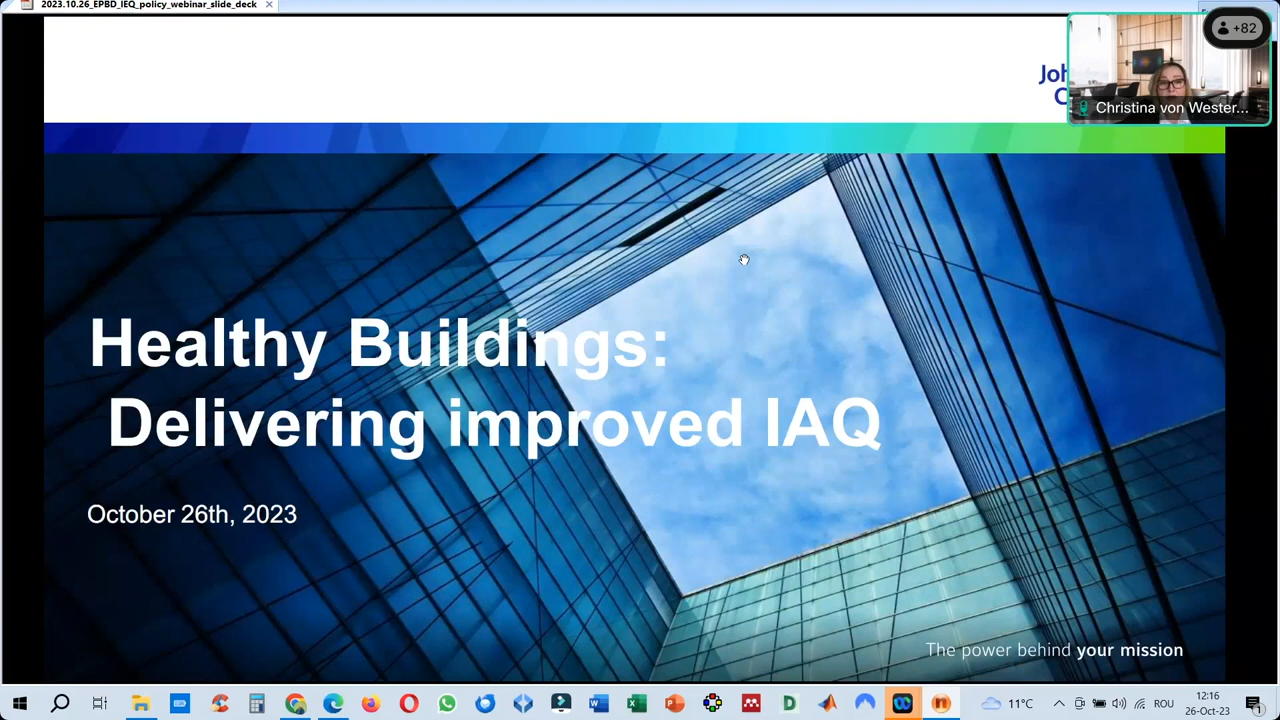 2023.10.26_EPBD_IEQ_policy_webinar_slide_deck
+82
Christina von Wester...
Healthy Buildings:
Delivering improved IAQ
October 26th, 2023
The power behind your mission
11°C
ROU
12:16
26-Oct-23
1